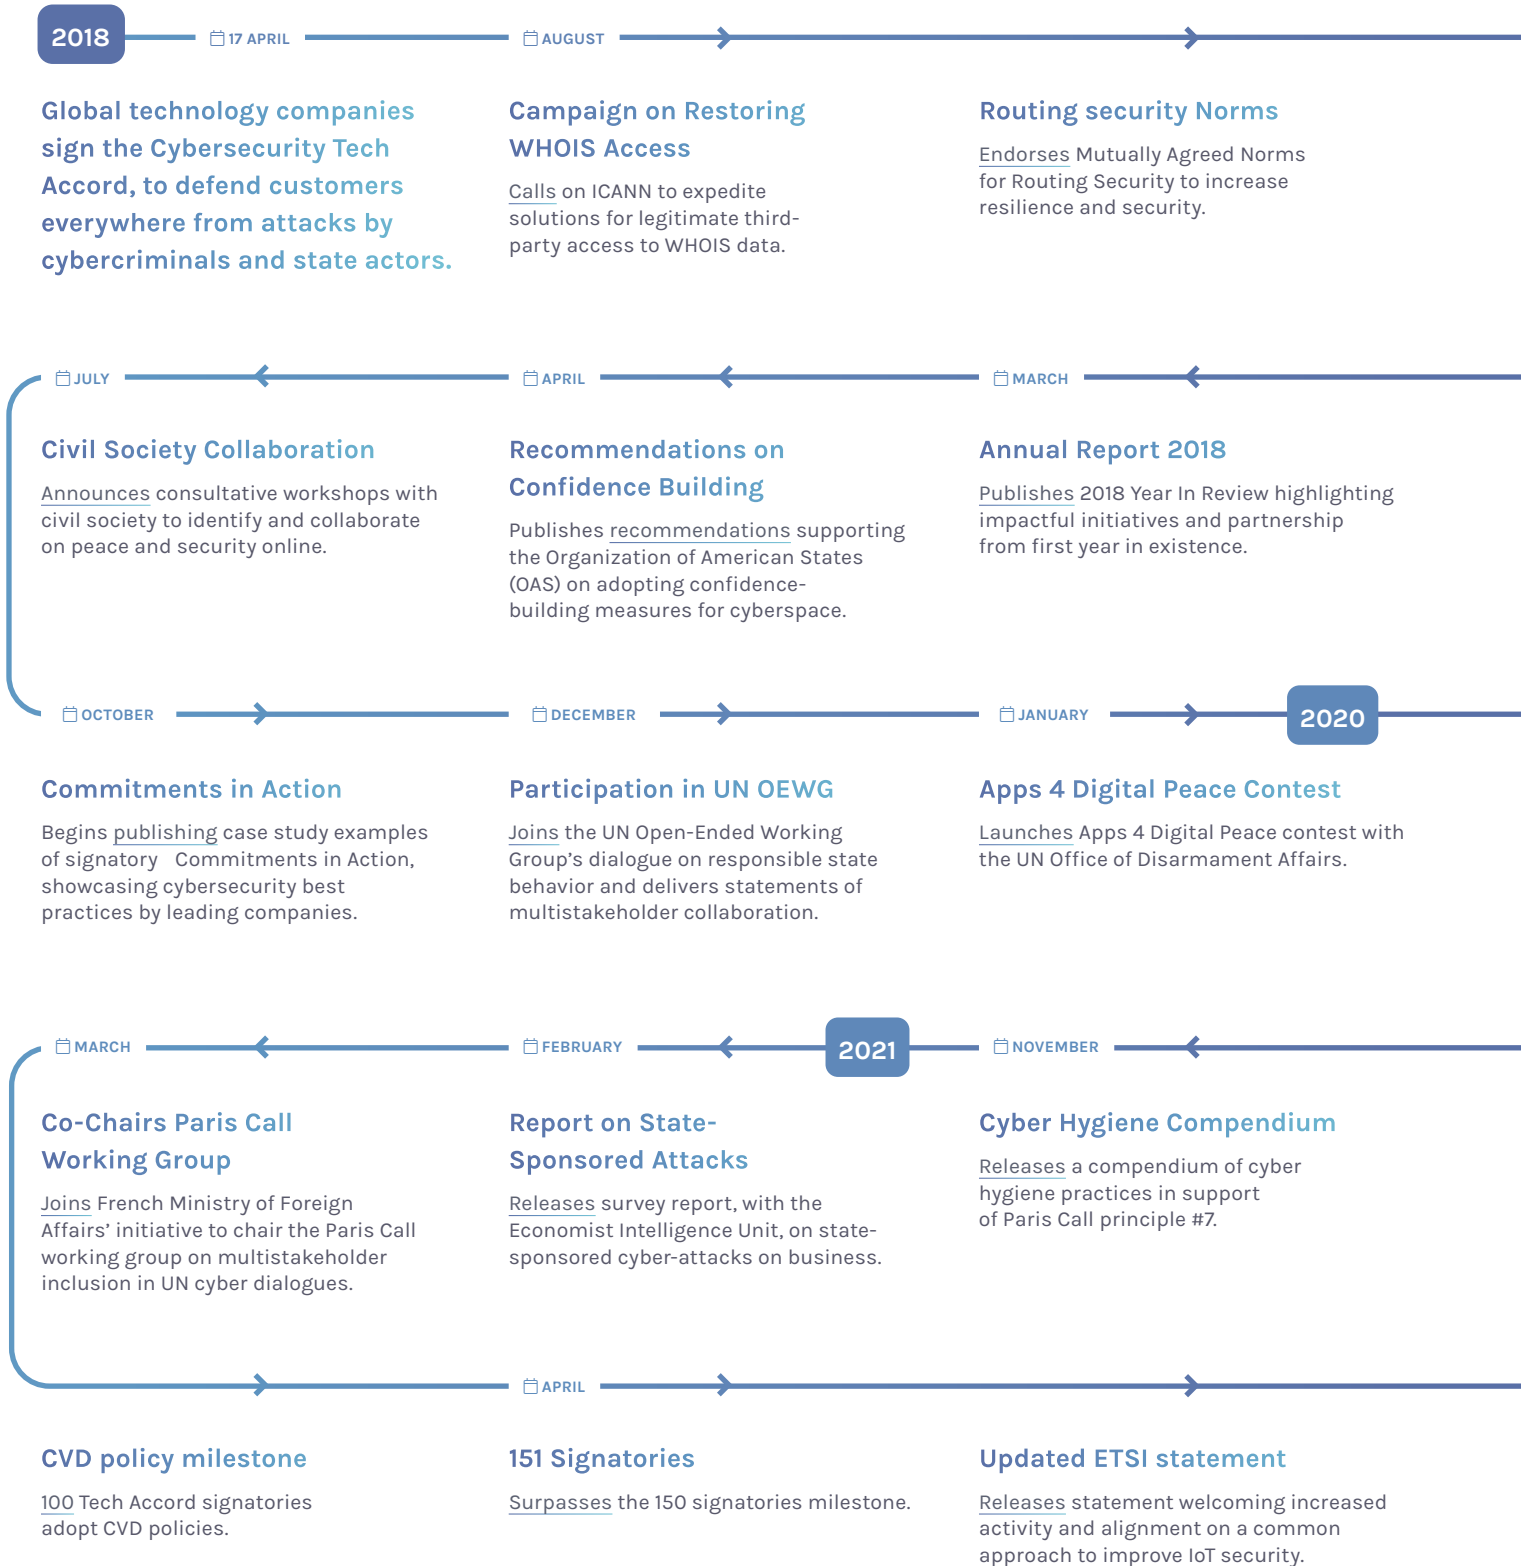 2018
17 APRIL
AUGUST
Global technology companies
sign the Cybersecurity Tech
Accord, to defend customers
everywhere from attacks by
cybercriminals and state actors.
Campaign on Restoring
WHOIS Access
Calls on ICANN to expedite
solutions for legitimate third-
party access to WHOIS data.
Routing security Norms
Endorses Mutually Agreed Norms
for Routing Security to increase
resilience and security.
JULY
APRIL
MARCH
Civil Society Collaboration
Announces consultative workshops with
civil society to identify and collaborate
on peace and security online.
Recommendations on
Confidence Building
Publishes recommendations supporting
the Organization of American States
(OAS) on adopting confidence-
building measures for cyberspace.
Annual Report 2018
Publishes 2018 Year In Review highlighting
impactful initiatives and partnership
from first year in existence.
OCTOBER
DECEMBER
JANUARY
2020
Commitments in Action
Begins publishing case study examples
of signatory Commitments in Action,
showcasing cybersecurity best
practices by leading companies.
Participation in UN OEWG
Joins the UN Open-Ended Working
Group's dialogue on responsible state
behavior and delivers statements of
multistakeholder collaboration.
Apps 4 Digital Peace Contest
Launches Apps 4 Digital Peace contest with
the UN Office of Disarmament Affairs.
MARCH
FEBRUARY
2021
NOVEMBER
Co-Chairs Paris Call
Working Group
Joins French Ministry of Foreign
Affairs' initiative to chair the Paris Call
working group on multistakeholder
inclusion in UN cyber dialogues.
Report on State-
Sponsored Attacks
Releases survey report, with the
Economist Intelligence Unit, on state-
sponsored cyber-attacks on business.
Cyber Hygiene Compendium
Releases a compendium of cyber
hygiene practices in support
of Paris Call principle #7.
APRIL
CVD policy milestone
100 Tech Accord signatories
adopt CVD policies.
151 Signatories
Surpasses the 150 signatories milestone.
Updated ETSI statement
Releases statement welcoming increased
activity and alignment on a common
approach to improve IoT security.